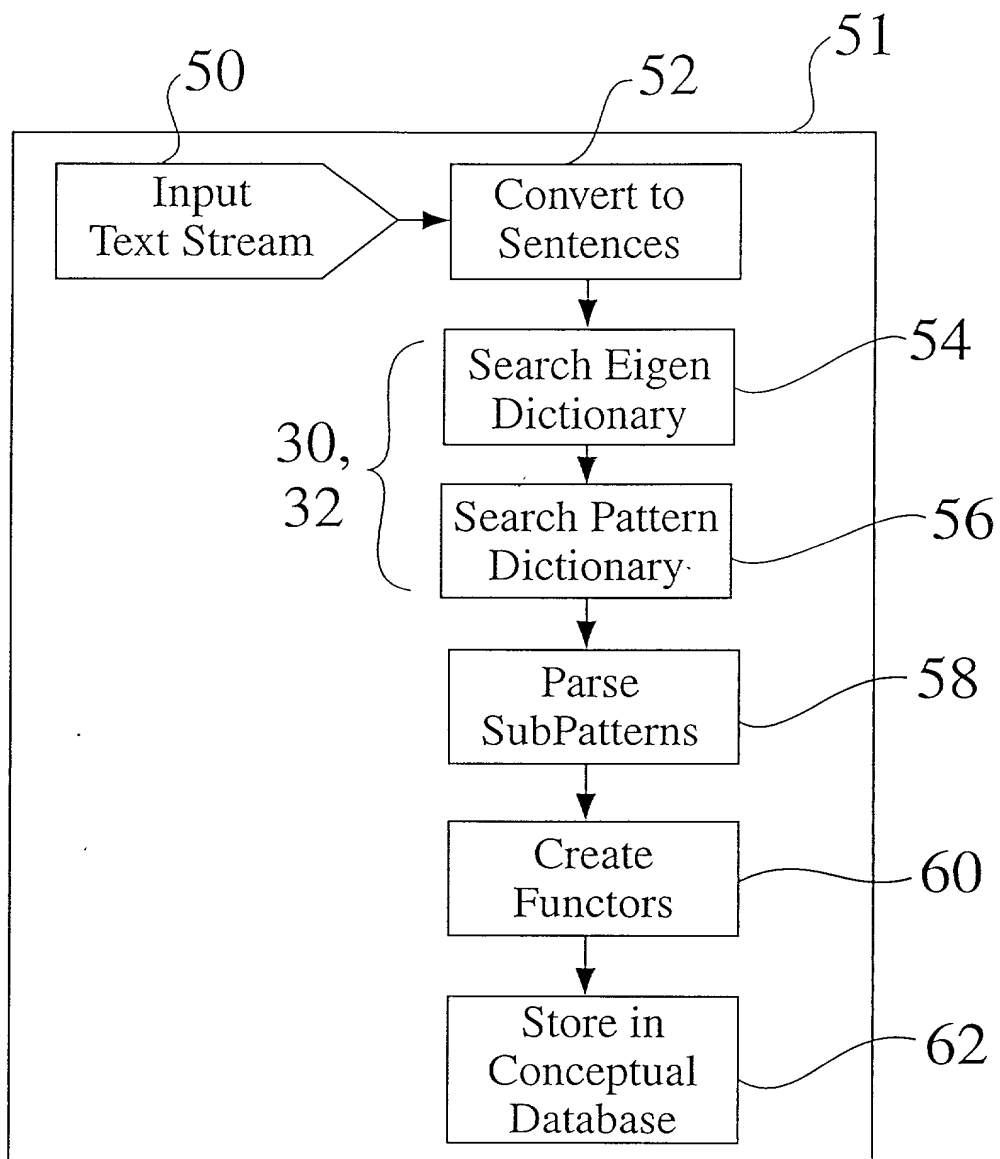 51
50
52
Input
Text Stream
Convert to
Sentences
54
Search Eigen
Dictionary
30,
32
56
Search Pattern
Dictionary
58
Parse
SubPatterns
60
Create
Functors
62
Store in
Conceptual
Database